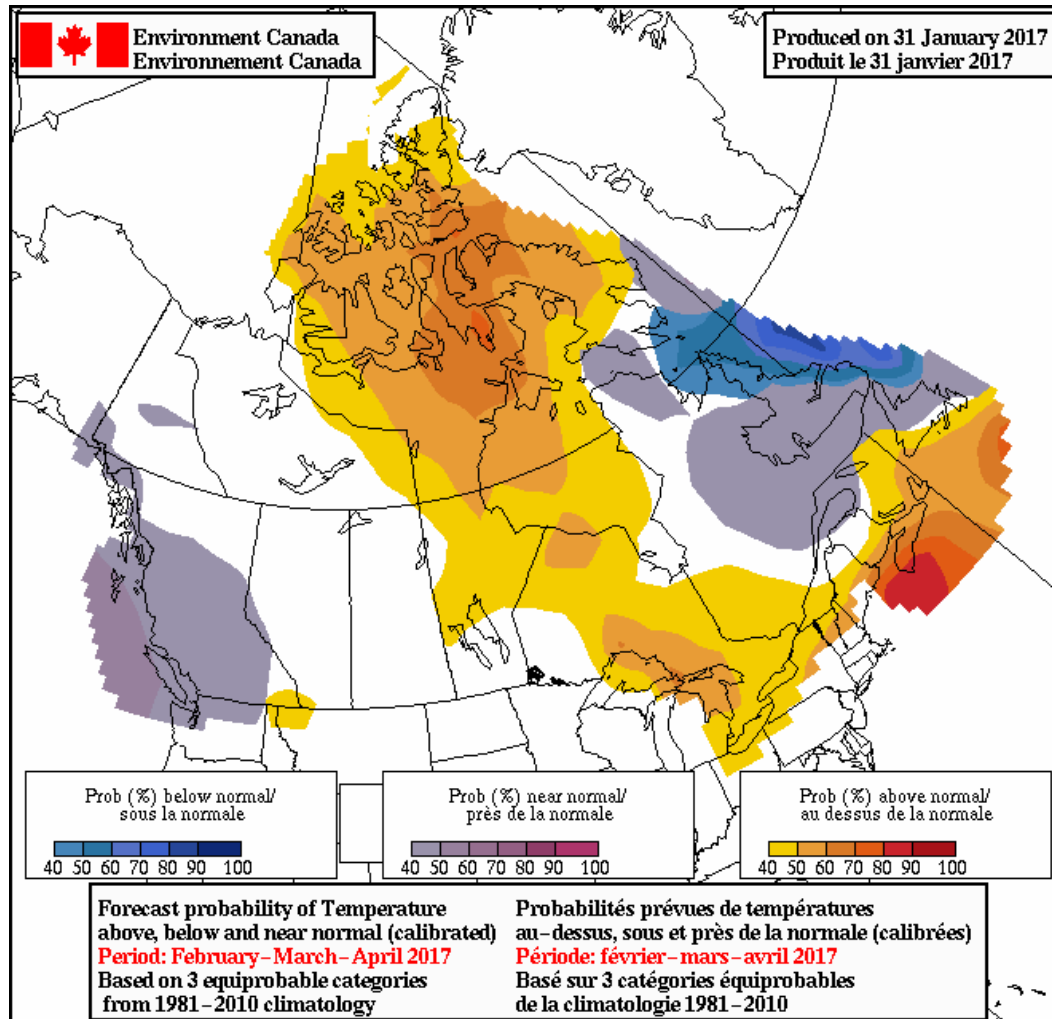 Environment Canada
Environnement Canada
Produced on 31 January 2017
Produit le 31 janvier 2017
Prob (%) below normal/
sous la normale
40 50 60 70 80 90 100
Prob (%) near normal/
près de la normale
40 50 60 70 80 90 100
Prob (%) above normal/
au dessus de la normale
40 50 60 70 80 90 100
Forecast probability of Temperature
above, below and near normal (calibrated)
Period: February-March-April 2017
Based on 3 equiprobable categories
from 1981-2010 climatology
Probabilités prévues de températures
au-dessus, sous et près de la normale (calibrées)
Période: février-mars-avril 2017
Basé sur 3 catégories équiprobables
de la climatologie 1981-2010